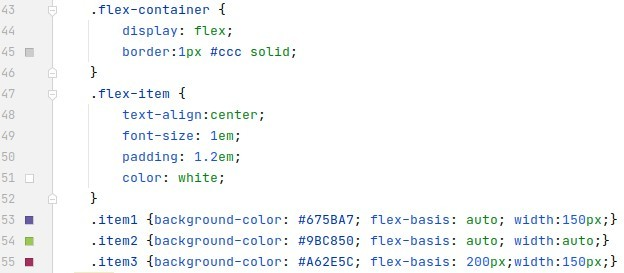 43 .flex-container {
44 display: flex;
45 border:1px #ccc solid;
46 }
47 .flex-item {
48 text-align:center;
49 font-size: 1em;
50 padding: 1.2em;
51 color: white;
52 }
53 .item1 {background-color: #675BA7; flex-basis: auto; width:150px;}
54 .item2 {background-color: #9BC850; flex-basis: auto; width:auto;}
55 .item3 {background-color: #A62E5C; flex-basis: 200px;width:150px;}